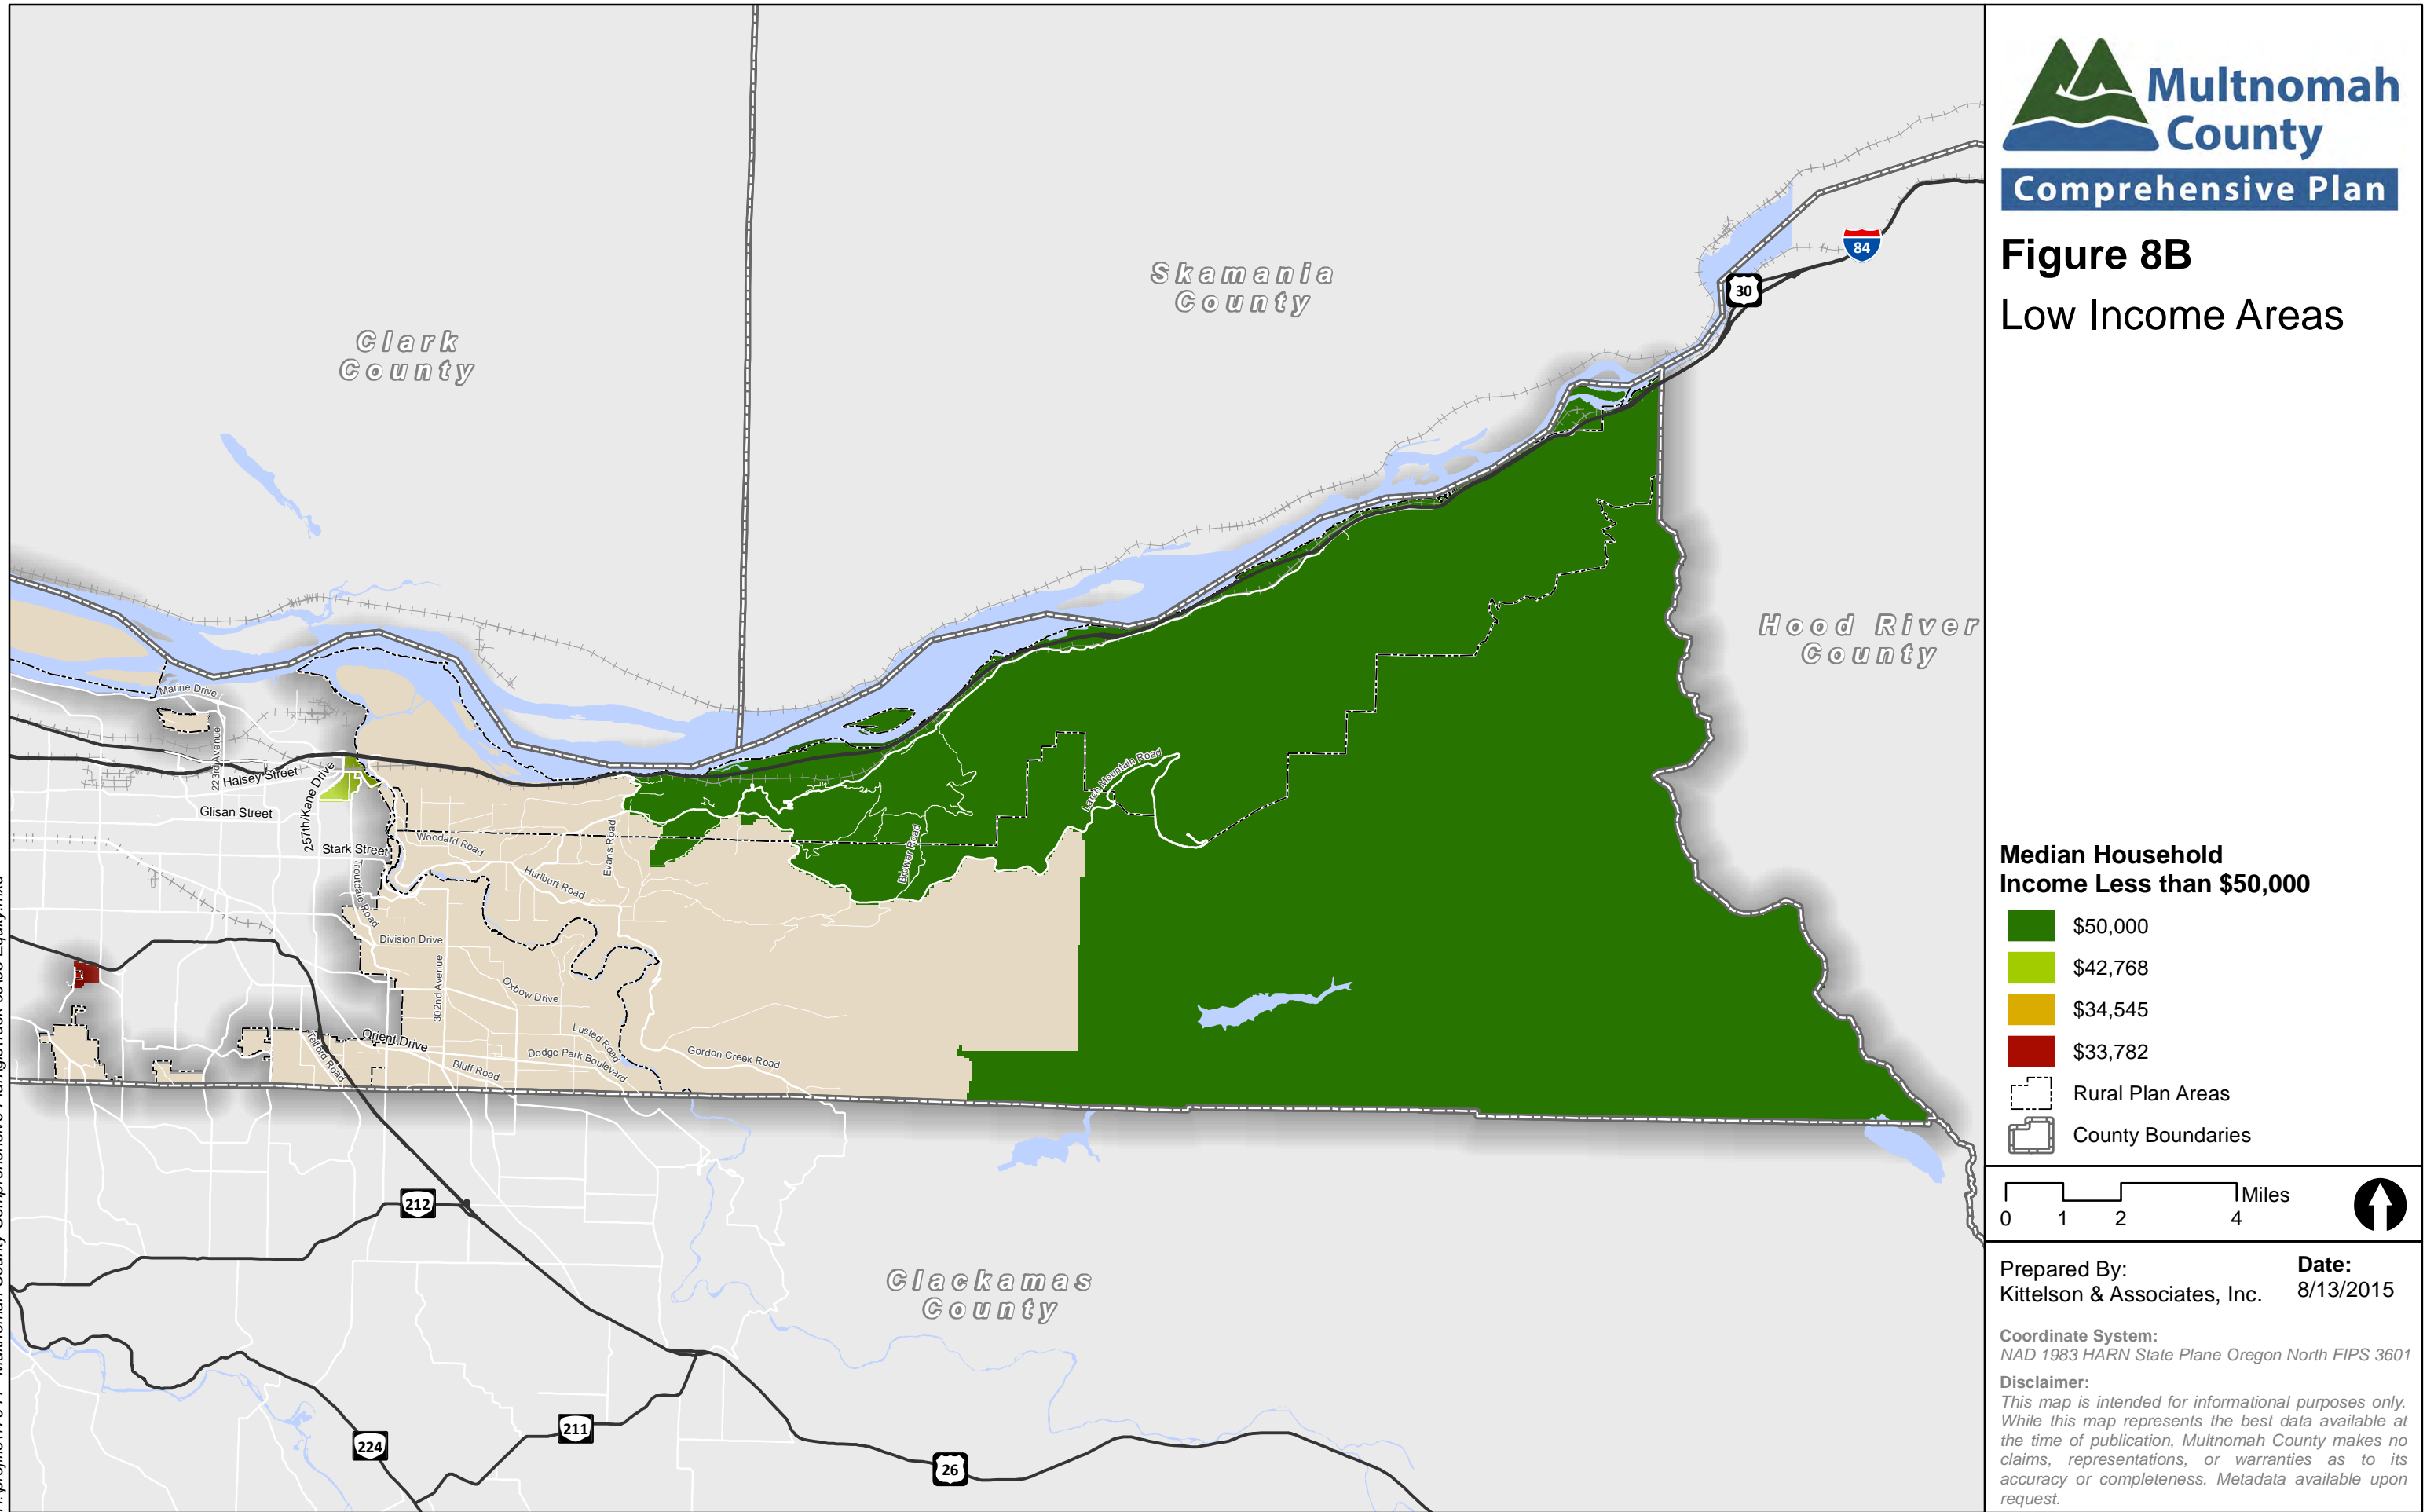 Multnomah
County
Comprehensive Plan
Figure 8B
Low Income Areas
Clark
County
Skamania
County
Hood River
County
Clackamas
County
84
30
212
224
211
26
Marine Drive
223rd Avenue
Halsey Street
257th/Kane Drive
Glisan Street
Stark Street
Troutdale Road
Woodard Road
Evans Road
Hurlburt Road
Brower Road
Larch Mountain Road
Division Drive
302nd Avenue
Oxbow Drive
Lusted Road
Orient Drive
Telford Road
Bluff Road
Dodge Park Boulevard
Gordon Creek Road
Median Household
Income Less than $50,000
$50,000
$42,768
$34,545
$33,782
Rural Plan Areas
County Boundaries
Miles
0 1 2 4
Prepared By:
Kittelson & Associates, Inc.
Date:
8/13/2015
Coordinate System:
NAD 1983 HARN State Plane Oregon North FIPS 3601
Disclaimer:
This map is intended for informational purposes only.
While this map represents the best data available at
the time of publication, Multnomah County makes no
claims, representations, or warranties as to its
accuracy or completeness. Metadata available upon
request.